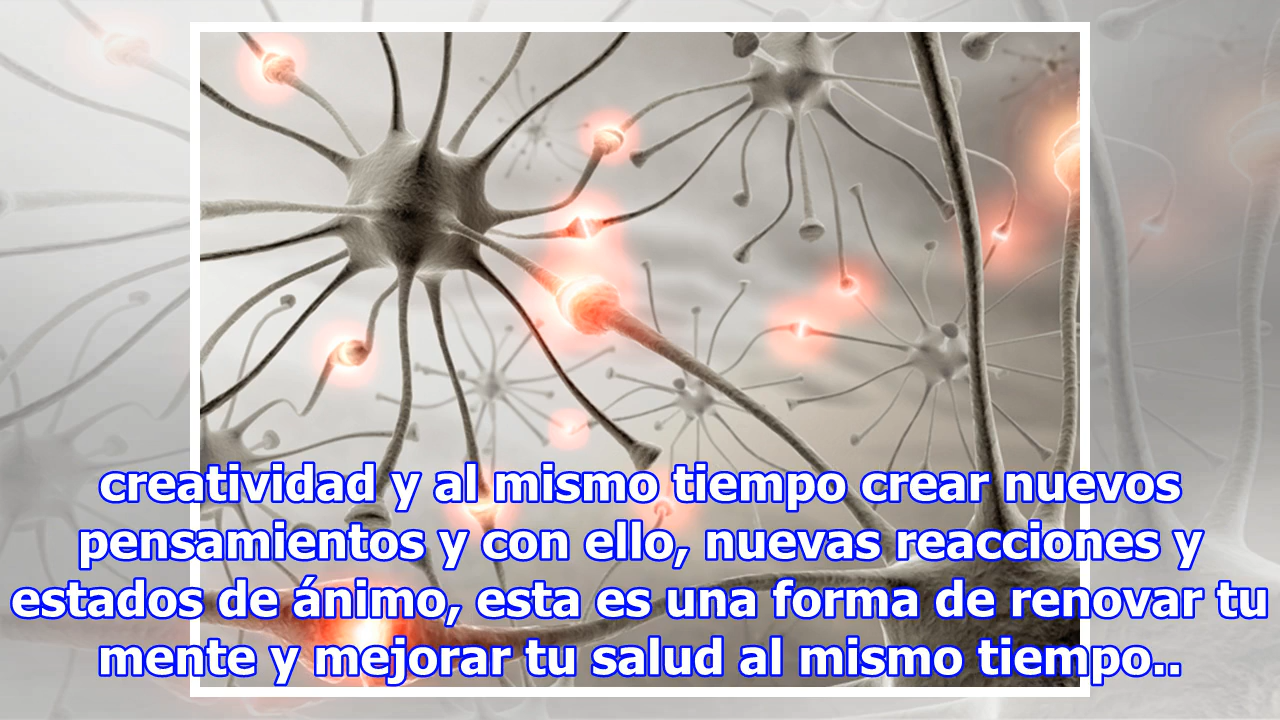 creatividad y al mismo tiempo crear nuevos
pensamientos y con ello, nuevas reacciones y
estados de ánimo, esta es una forma de renovar tu
mente y mejorar tu salud al mismo tiempo..